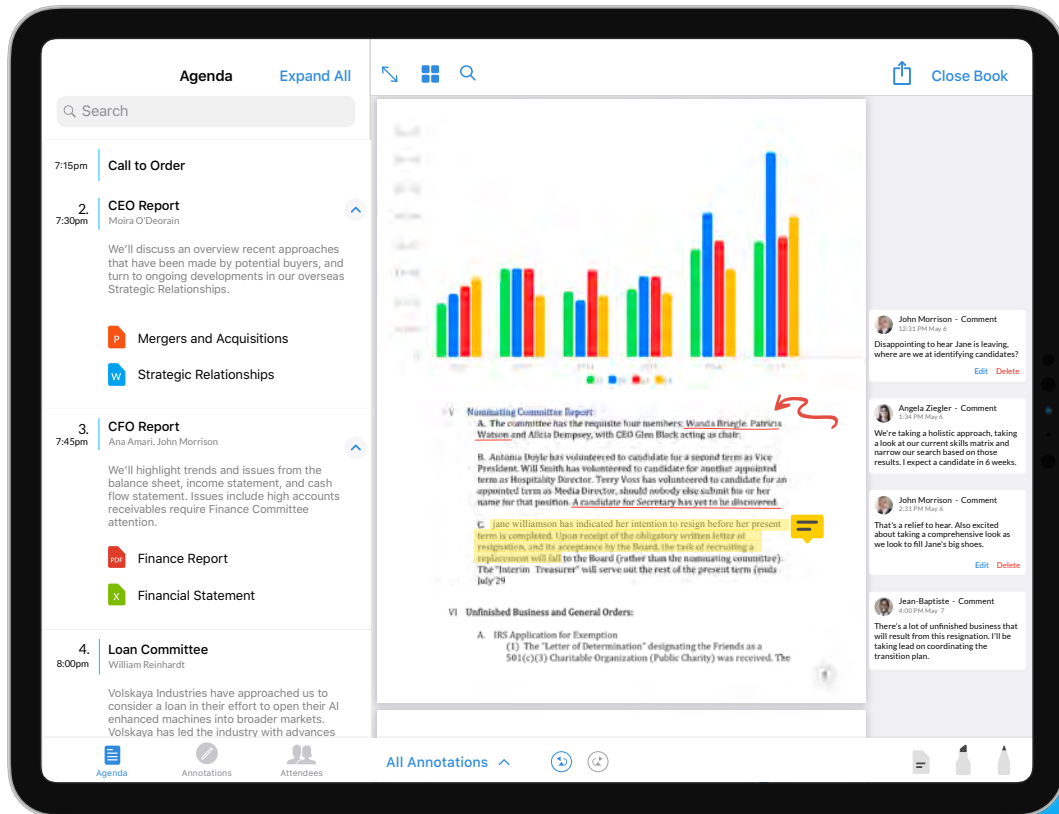 Agenda
Expand All
Search
7:15pm
Call to Order
2.
7:30pm
CEO Report
Moira O'Deorain
We'll discuss an overview recent approaches
that have been made by potential buyers, and
turn to ongoing developments in our overseas
Strategic Relationships.
P
Mergers and Acquisitions
W
Strategic Relationships
3.
7:45pm
CFO Report
Ana Amari, John Morrison
We'll highlight trends and issues from the
balance sheet, income statement, and cash
flow statement. Issues include high accounts
receivables require Finance Committee
attention.
PDF
Finance Report
X
Financial Statement
4.
8:00pm
Loan Committee
William Reinhardt
Volskaya Industries have approached us to
consider a loan in their effort to open their AI
enhanced machines into broader markets.
Volskaya has led the industry with advances
Agenda
Annotations
Attendees
Close Book
V Nominating Committee Report:
A. The committee has the requisite four members: Wanda Briegle, Patricia
Watson and Alicia Dempsey, with CEO Glen Black acting as chair.
B. Antonia Doyle has volunteered to candidate for a second term as Vice
President. Will Smith has volunteered to candidate for another appointed
term as Hospitality Director. Terry Voss has volunteered to candidate for an
appointed term as Media Director, should nobody else submit his or her
name for that position. A candidate for Secretary has yet to be discovered.
C. jane williamson has indicated her intention to resign before her present
term is completed. Upon receipt of the obligatory written letter of
resignation, and its acceptance by the Board, the task of recruiting a
replacement will fall to the Board (rather than the nominating committee).
The "Interim Treasurer" will serve out the rest of the present term (ends
July'29
VI Unfinished Business and General Orders:
A. IRS Application for Exemption
(1) The "Letter of Determination" designating the Friends as a
501(c)(3) Charitable Organization (Public Charity) was received. The
John Morrison - Comment
12:31 PM May 6
Disappointing to hear Jane is leaving,
where are we at identifying candidates?
Edit Delete
Angela Ziegler - Comment
1:34 PM May 6
We're taking a holistic approach, taking
a look at our current skills matrix and
narrow our search based on those
results. I expect a candidate in 6 weeks.
John Morrison - Comment
2:31 PM May 6
That's a relief to hear. Also excited
about taking a comprehensive look as
we look to fill Jane's big shoes.
Edit Delete
Jean-Baptiste - Comment
4:00 PM May 7
There's a lot of unfinished business that
will result from this resignation. I'll be
taking lead on coordinating the
transition plan.
All Annotations